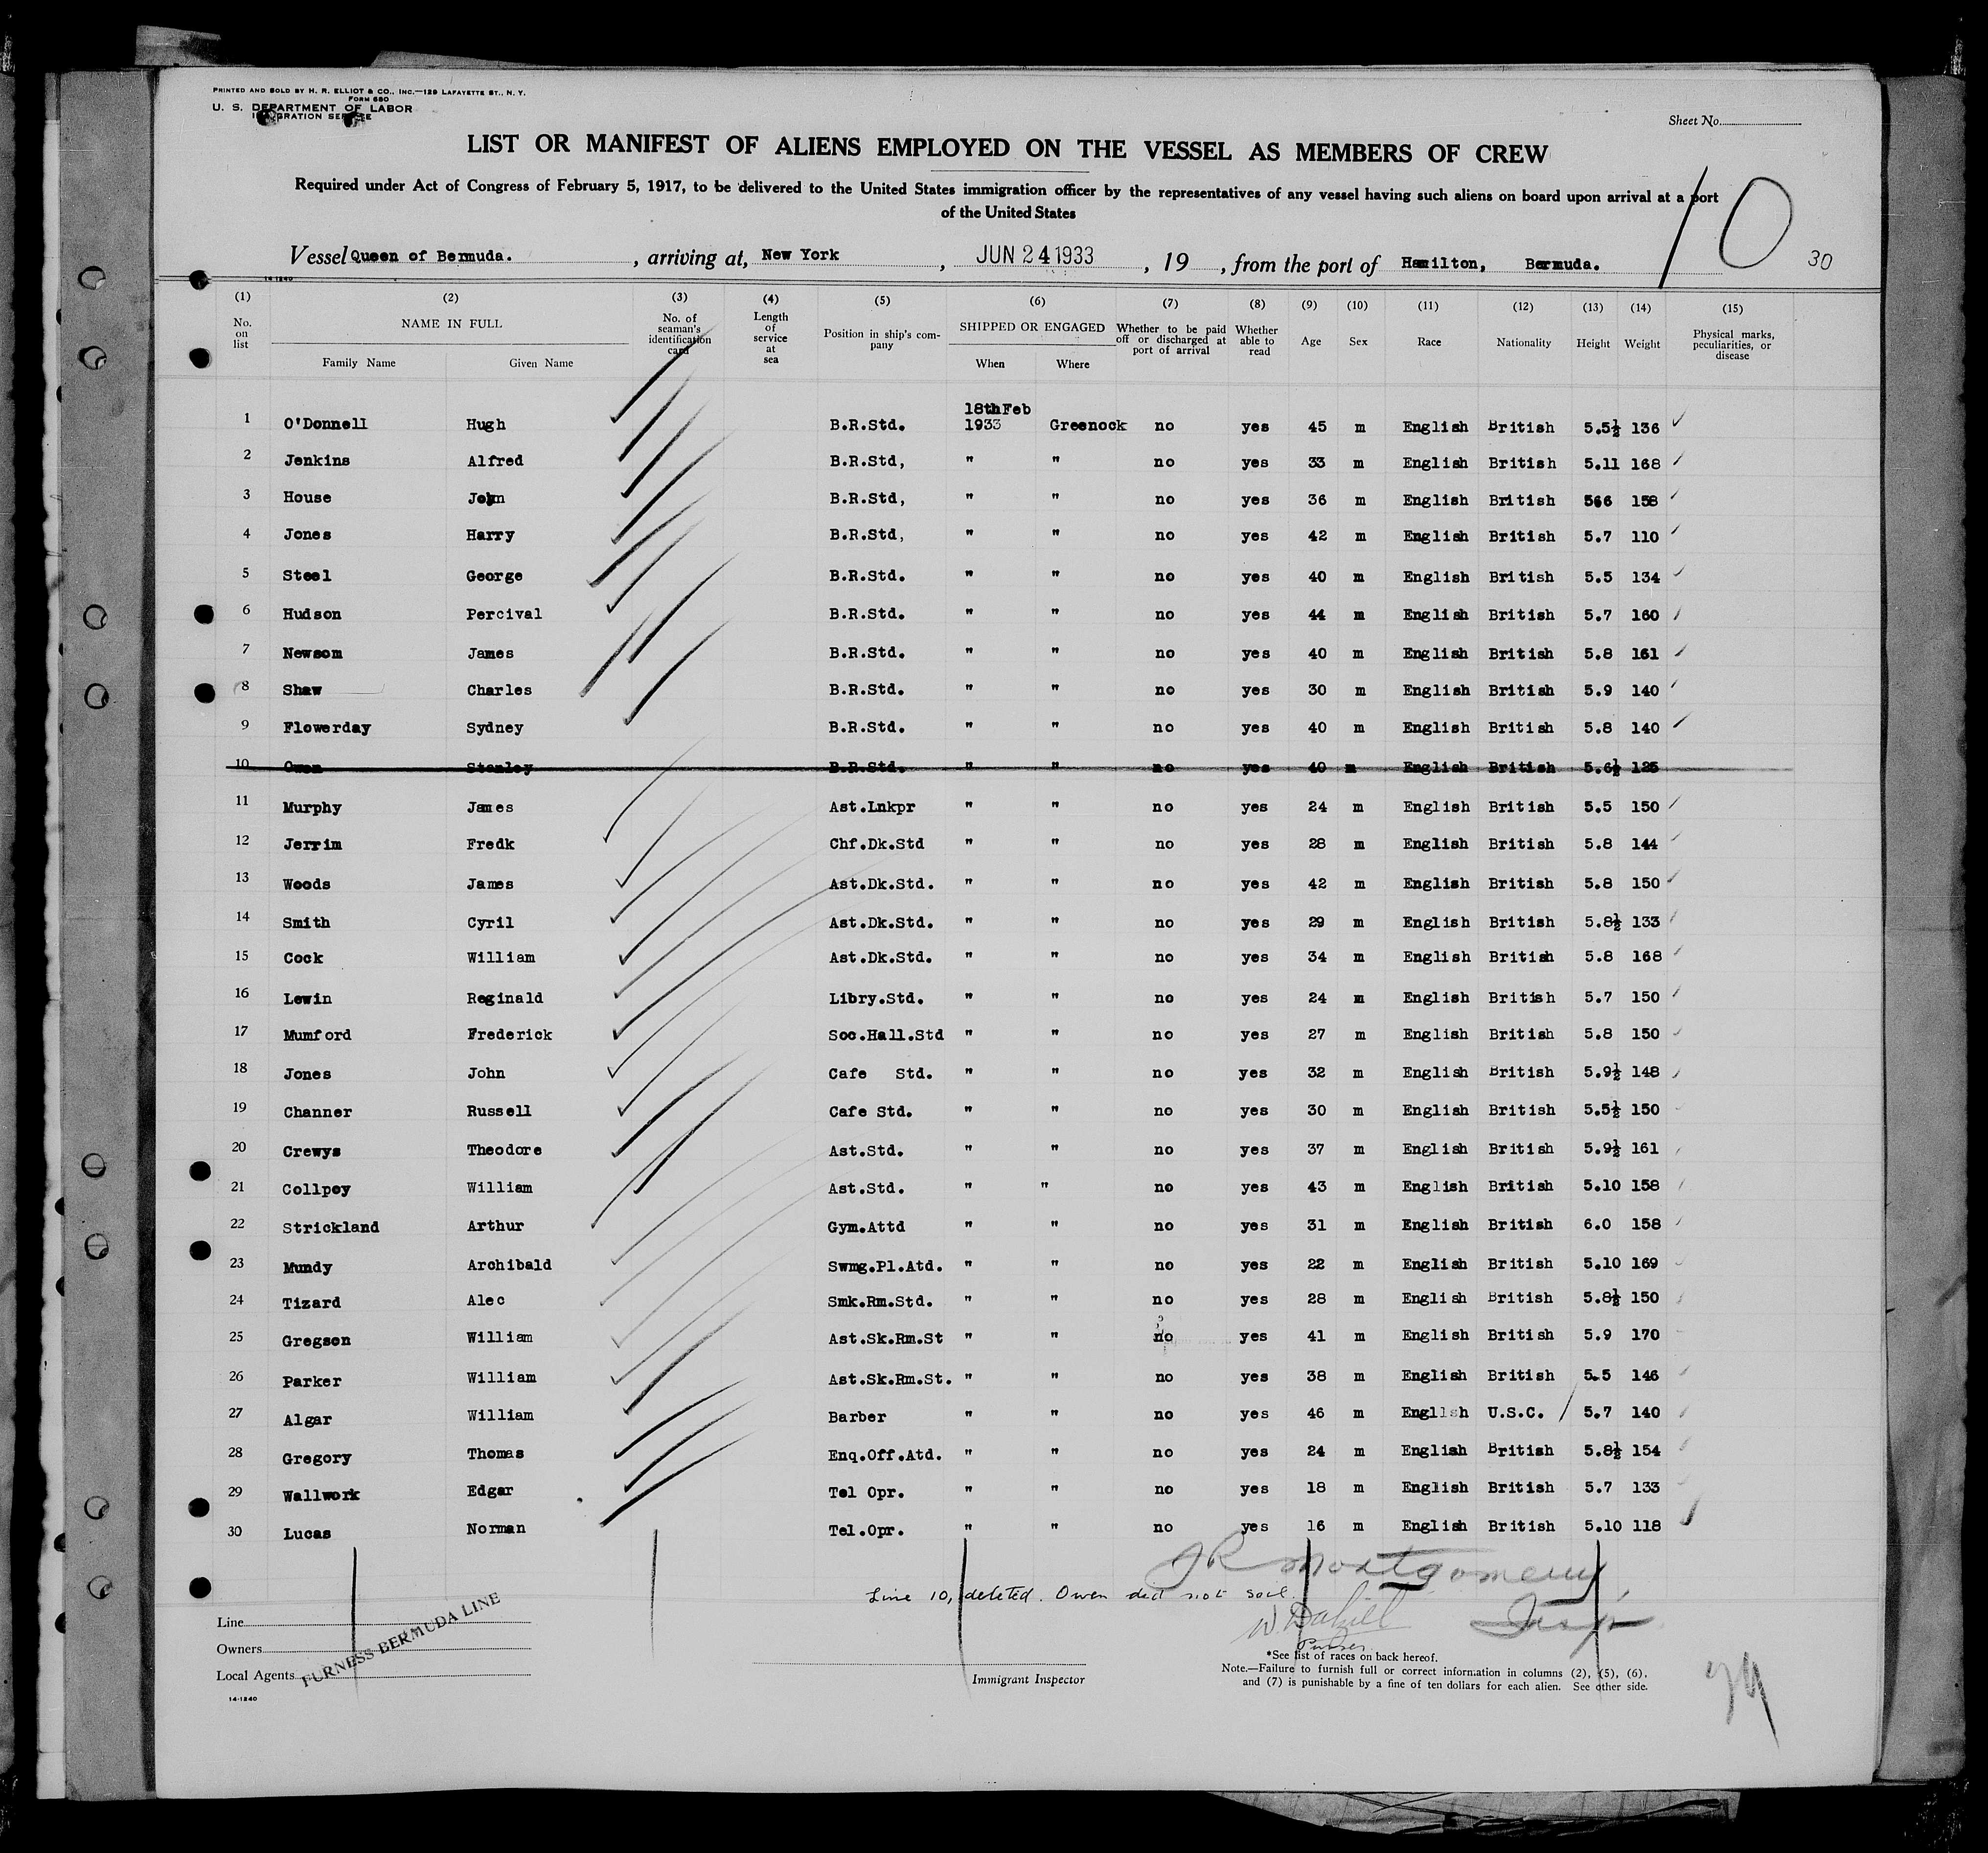 PRINTED AND SOLD BY H. R. ELLIOT & CO., INC.—129 LAFAYETTE ST., N. Y.
FORM 680
U. S. DEPARTMENT OF LABOR
IMMIGRATION SERVICE
Sheet No.
LIST OR MANIFEST OF ALIENS EMPLOYED ON THE VESSEL AS MEMBERS OF CREW
Required under Act of Congress of February 5, 1917, to be delivered to the United States immigration officer by the representatives of any vessel having such aliens on board upon arrival at a port
of the United States
10
30
Vessel Queen of Bermuda. , arriving at, New York , JUN 24 1933 , 19 , from the port of Hamilton, Bermuda.
14-1240
(1) (2) (3) (4) (5) (6) (7) (8) (9) (10) (11) (12) (13) (14) (15)
No. on list NAME IN FULL Family Name Given Name No. of seaman's identification card Length of service at sea Position in ship's company SHIPPED OR ENGAGED When Where Whether to be paid off or discharged at port of arrival Whether able to read Age Sex Race Nationality Height Weight Physical marks, peculiarities, or disease
1 O'Donnell Hugh B.R.Std. 18thFeb 1933 Greenock no yes 45 m English British 5.5½ 136
2 Jenkins Alfred B.R.Std, " " no yes 33 m English British 5.11 168
3 House John B.R.Std, " " no yes 36 m English British 566 158
4 Jones Harry B.R.Std, " " no yes 42 m English British 5.7 110
5 Steel George B.R.Std. " " no yes 40 m English British 5.5 134
6 Hudson Percival B.R.Std. " " no yes 44 m English British 5.7 160
7 Newsom James B.R.Std. " " no yes 40 m English British 5.8 161
8 Shaw Charles B.R.Std. " " no yes 30 m English British 5.9 140
9 Flowerday Sydney B.R.Std. " " no yes 40 m English British 5.8 140
10 Owen Stanley B.R.Std. " " no yes 40 m English British 5.6½ 125
11 Murphy James Ast.Lnkpr " " no yes 24 m English British 5.5 150
12 Jerrim Fredk Chf.Dk.Std " " no yes 28 m English British 5.8 144
13 Woods James Ast.Dk.Std. " " no yes 42 m English British 5.8 150
14 Smith Cyril Ast.Dk.Std. " " no yes 29 m English British 5.8½ 133
15 Cock William Ast.Dk.Std. " " no yes 34 m English British 5.8 168
16 Lewin Reginald Libry.Std. " " no yes 24 m English British 5.7 150
17 Mumford Frederick Soc.Hall.Std " " no yes 27 m English British 5.8 150
18 Jones John Cafe Std. " " no yes 32 m English British 5.9½ 148
19 Channer Russell Cafe Std. " " no yes 30 m English British 5.5½ 150
20 Crewys Theodore Ast.Std. " " no yes 37 m English British 5.9½ 161
21 Collpoy William Ast.Std. " " no yes 43 m English British 5.10 158
22 Strickland Arthur Gym.Attd " " no yes 31 m English British 6.0 158
23 Mundy Archibald Swmg.Pl.Atd. " " no yes 22 m English British 5.10 169
24 Tizard Alec Smk.Rm.Std. " " no yes 28 m English British 5.8½ 150
25 Gregson William Ast.Sk.Rm.St " " no yes 41 m English British 5.9 170
26 Parker William Ast.Sk.Rm.St. " " no yes 38 m English British 5.5 146
27 Algar William Barber " " no yes 46 m English U.S.C. 5.7 140
28 Gregory Thomas Enq.Off.Atd. " " no yes 24 m English British 5.8½ 154
29 Wallwork Edgar Tel Opr. " " no yes 18 m English British 5.7 133
30 Lucas Norman Tel.Opr. " " no yes 16 m English British 5.10 118
JR Montgomery
Line 10, deleted. Owen did not sail.
Insp.
Purser.
Line
Owners
Local Agents
FURNESS BERMUDA LINE
14-1240
Immigrant Inspector
*See list of races on back hereof.
Note.—Failure to furnish full or correct information in columns (2), (5), (6),
and (7) is punishable by a fine of ten dollars for each alien. See other side.